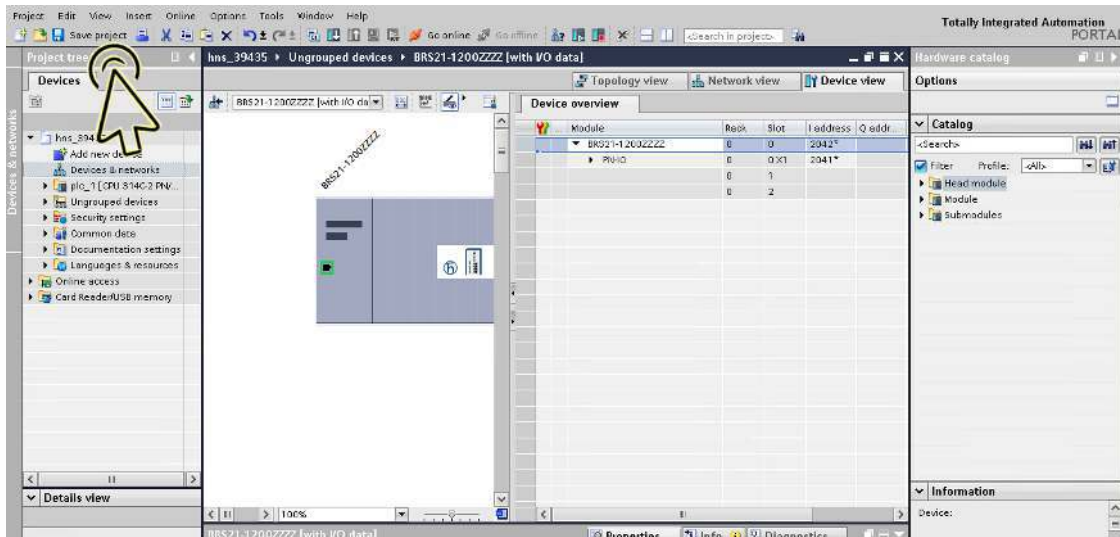 Project Edit View Insert Online Options Tools Window Help
Totally Integrated Automation
PORTAL
Save project
Go online
Go offline
<Search in project>
Project tree
hns_39435 ▸ Ungrouped devices ▸ BRS21-1200ZZZZ [with I/O data]
Hardware catalog
Devices
Topology view
Network view
Device view
Options
BRS21-1200ZZZZ [with I/O da
Device overview
Devices & networks
Module Rack Slot I address Q addr...
Catalog
BRS21-1200ZZZZ 0 0 2042*
<Search>
PN-IO 0 0 X1 2041*
Filter Profile: <All>
0 1
Head module
0 2
Module
Submodules
Add new
Devices & networks
plc_1 [CPU 314C-2 PN/...
Ungrouped devices
Security settings
Common data
Documentation settings
Languages & resources
Online access
Card Reader/USB memory
BRS21-1200ZZZZ
Details view
100%
Information
Device:
BRS21-1200ZZZZ [with I/O data]
Properties
Info
Diagnostics